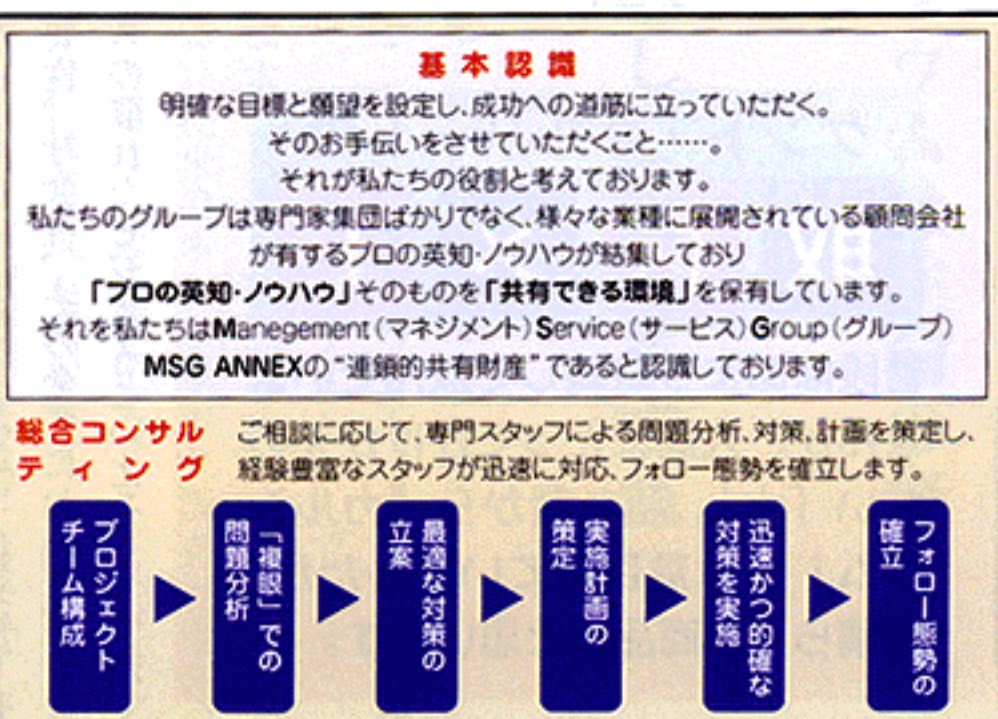 基本認識
明確な目標と願望を設定し、成功への道筋に立っていただく。
そのお手伝いをさせていただくこと……。
それが私たちの役割と考えております。
私たちのグループは専門家集団ばかりでなく、様々な業種に展開されている顧問会社
が有するプロの英知・ノウハウが結集しており
「プロの英知・ノウハウ」そのものを「共有できる環境」を保有しています。
それを私たちはManegement（マネジメント）Service（サービス）Group（グループ）
MSG ANNEXの“連鎖的共有財産”であると認識しております。
総合コンサル
ティング
ご相談に応じて、専門スタッフによる問題分析、対策、計画を策定し、
経験豊富なスタッフが迅速に対応、フォロー態勢を確立します。
プロジェクト
チーム構成
「複眼」での
問題分析
最適な対策の
立案
実施計画の
策定
迅速かつ的確な
対策を実施
フォロー態勢の
確立